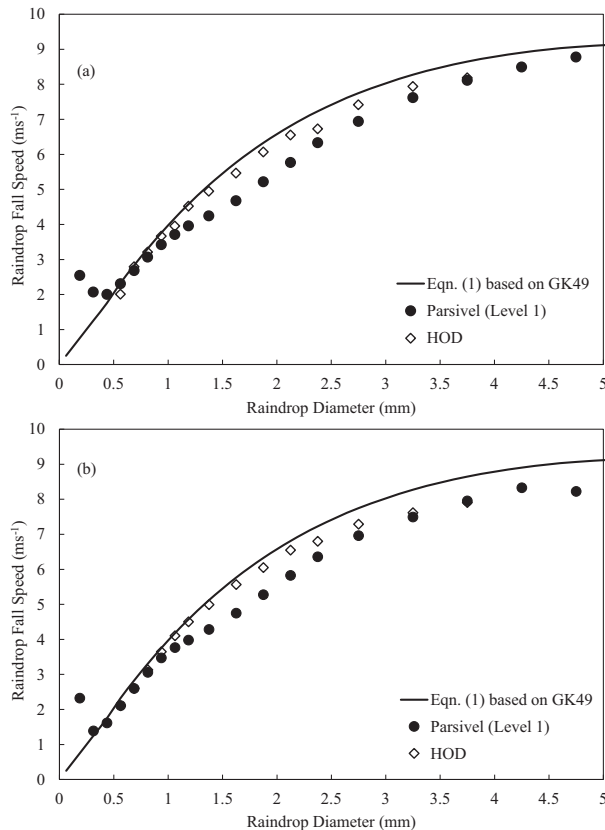 10
9
(a)
8
7
6
5
4
3
2
1
0
Raindrop Fall Speed (ms⁻¹)
Eqn. (1) based on GK49
Parsivel (Level 1)
HOD
0 0.5 1 1.5 2 2.5 3 3.5 4 4.5 5
Raindrop Diameter (mm)
10
9
(b)
8
7
6
5
4
3
2
1
0
Raindrop Fall Speed (ms⁻¹)
Eqn. (1) based on GK49
Parsivel (Level 1)
HOD
0 0.5 1 1.5 2 2.5 3 3.5 4 4.5 5
Raindrop Diameter (mm)